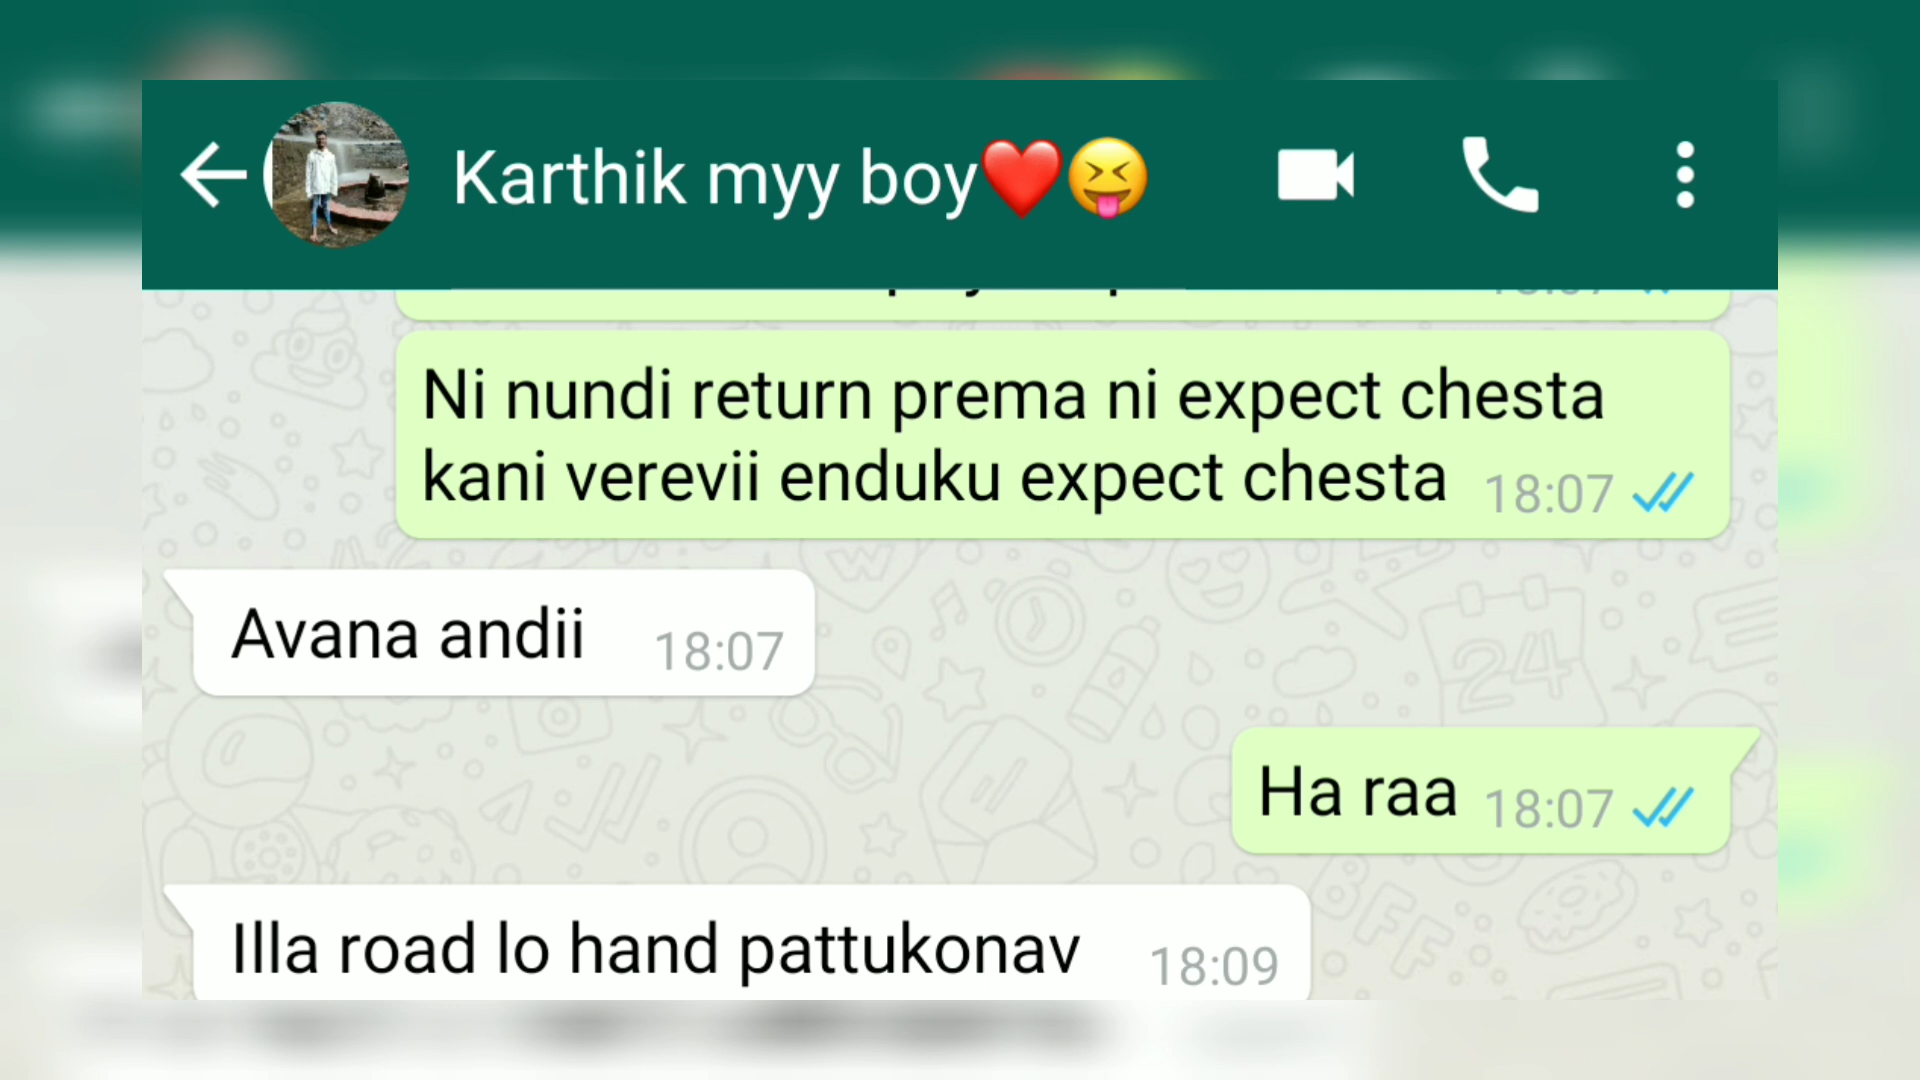 Karthik myy boy❤️😝
Ni nundi return prema ni expect chesta
kani verevii enduku expect chesta 18:07
Avana andii 18:07
Ha raa 18:07
Illa road lo hand pattukonav 18:09